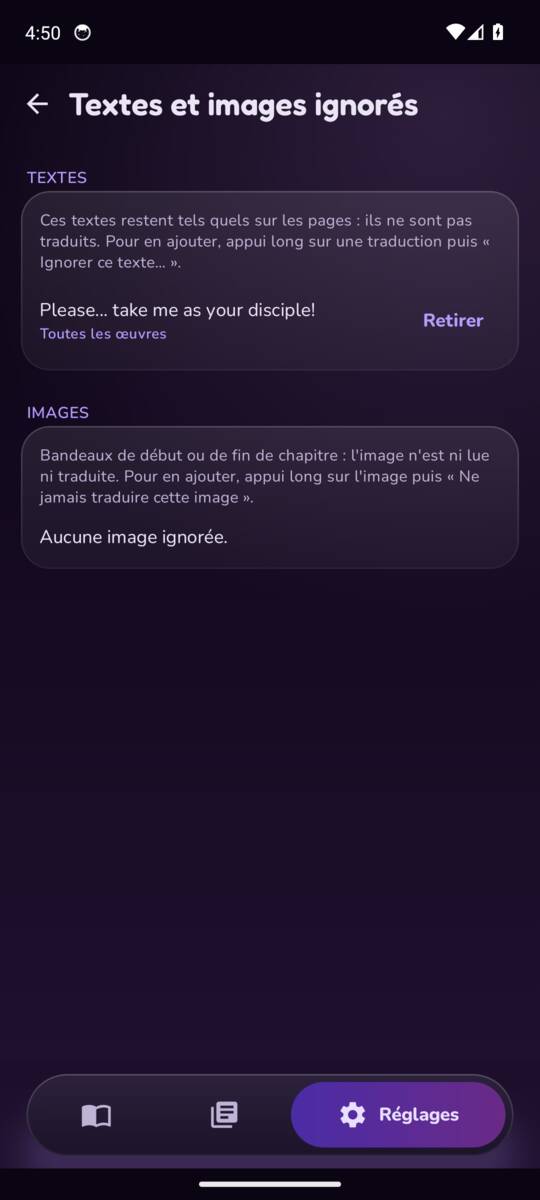 4:50
Textes et images ignorés
TEXTES
Ces textes restent tels quels sur les pages : ils ne sont pas
traduits. Pour en ajouter, appui long sur une traduction puis «
Ignorer ce texte… ».
Please... take me as your disciple!
Toutes les œuvres
Retirer
IMAGES
Bandeaux de début ou de fin de chapitre : l'image n'est ni lue
ni traduite. Pour en ajouter, appui long sur l'image puis « Ne
jamais traduire cette image ».
Aucune image ignorée.
Réglages